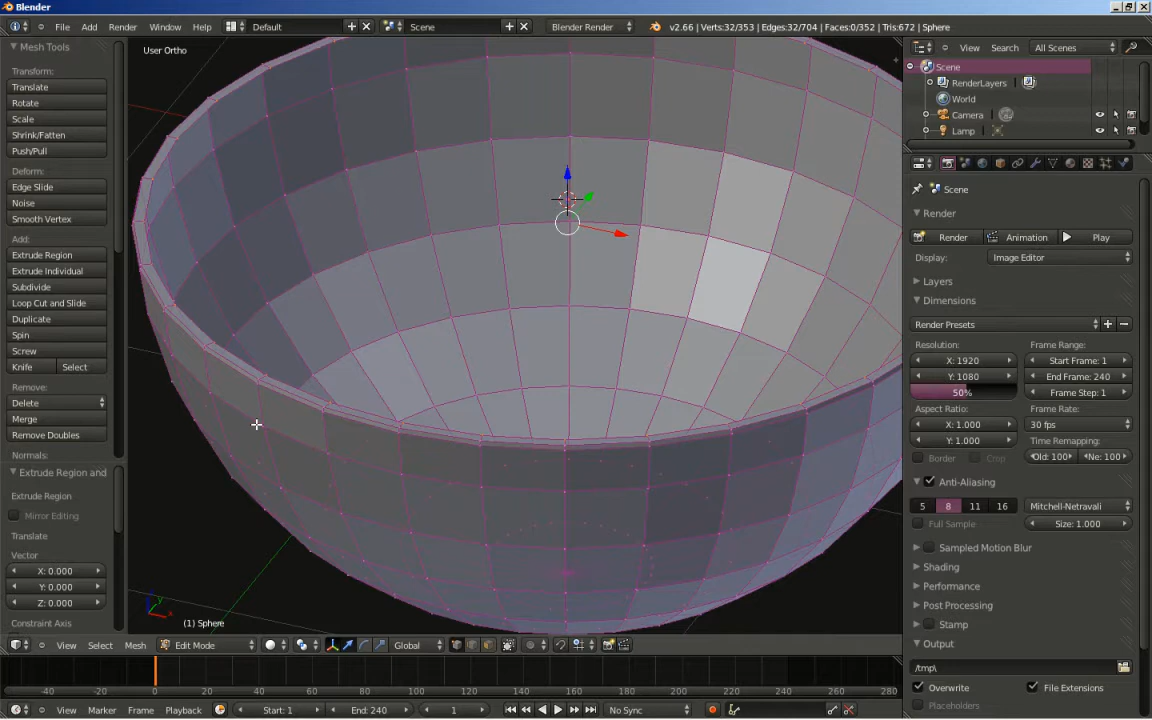 Blender
File Add Render Window Help Default Scene Blender Render v2.66 | Verts:32/353 | Edges:32/704 | Faces:0/352 | Tris:672 | Sphere
Mesh Tools
Transform:
Translate
Rotate
Scale
Shrink/Fatten
Push/Pull
Deform:
Edge Slide
Noise
Smooth Vertex
Add:
Extrude Region
Extrude Individual
Subdivide
Loop Cut and Slide
Duplicate
Spin
Screw
Knife Select
Remove:
Delete
Merge
Remove Doubles
Normals:
Extrude Region and
Extrude Region
Mirror Editing
Translate
Vector
X: 0.000
Y: 0.000
Z: 0.000
Constraint Axis
User Ortho
y
x
(1) Sphere
View Select Mesh Edit Mode Global
-40 -20 0 20 40 60 80 100 120 140 160 180 200 220 240 260 280
View Marker Frame Playback Start: 1 End: 240 1 No Sync
View Search All Scenes
Scene
RenderLayers
World
Camera
Lamp
Scene
Render
Render Animation Play
Display: Image Editor
Layers
Dimensions
Render Presets
Resolution: Frame Range:
X: 1920 Start Frame: 1
Y: 1080 End Frame: 240
50% Frame Step: 1
Aspect Ratio: Frame Rate:
X: 1.000 30 fps
Y: 1.000 Time Remapping:
Border Crop Old: 100 Ne: 100
Anti-Aliasing
5 8 11 16 Mitchell-Netravali
Full Sample Size: 1.000
Sampled Motion Blur
Shading
Performance
Post Processing
Stamp
Output
/tmp\
Overwrite File Extensions
Placeholders